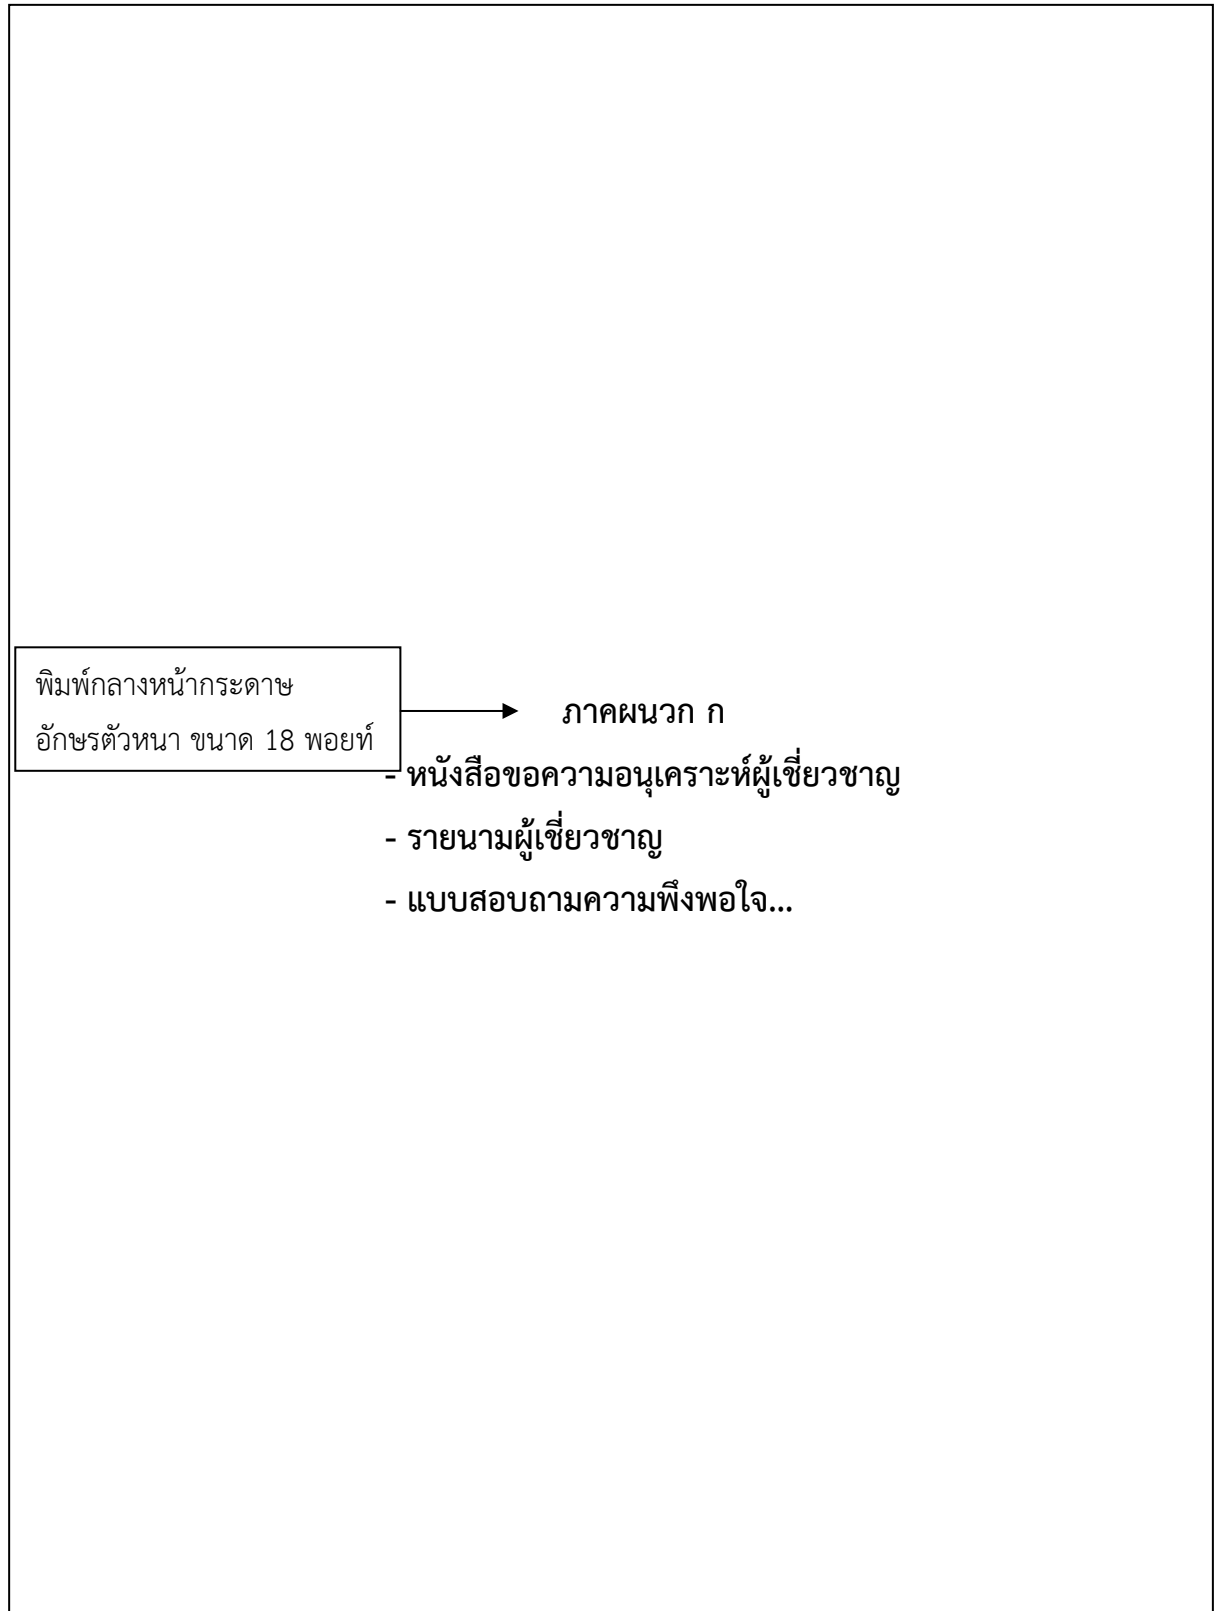 พิมพ์กลางหน้ากระดาษ
อักษรตัวหนา ขนาด 18 พอยท์
ภาคผนวก ก
- หนังสือขอความอนุเคราะห์ผู้เชี่ยวชาญ
- รายนามผู้เชี่ยวชาญ
- แบบสอบถามความพึงพอใจ...